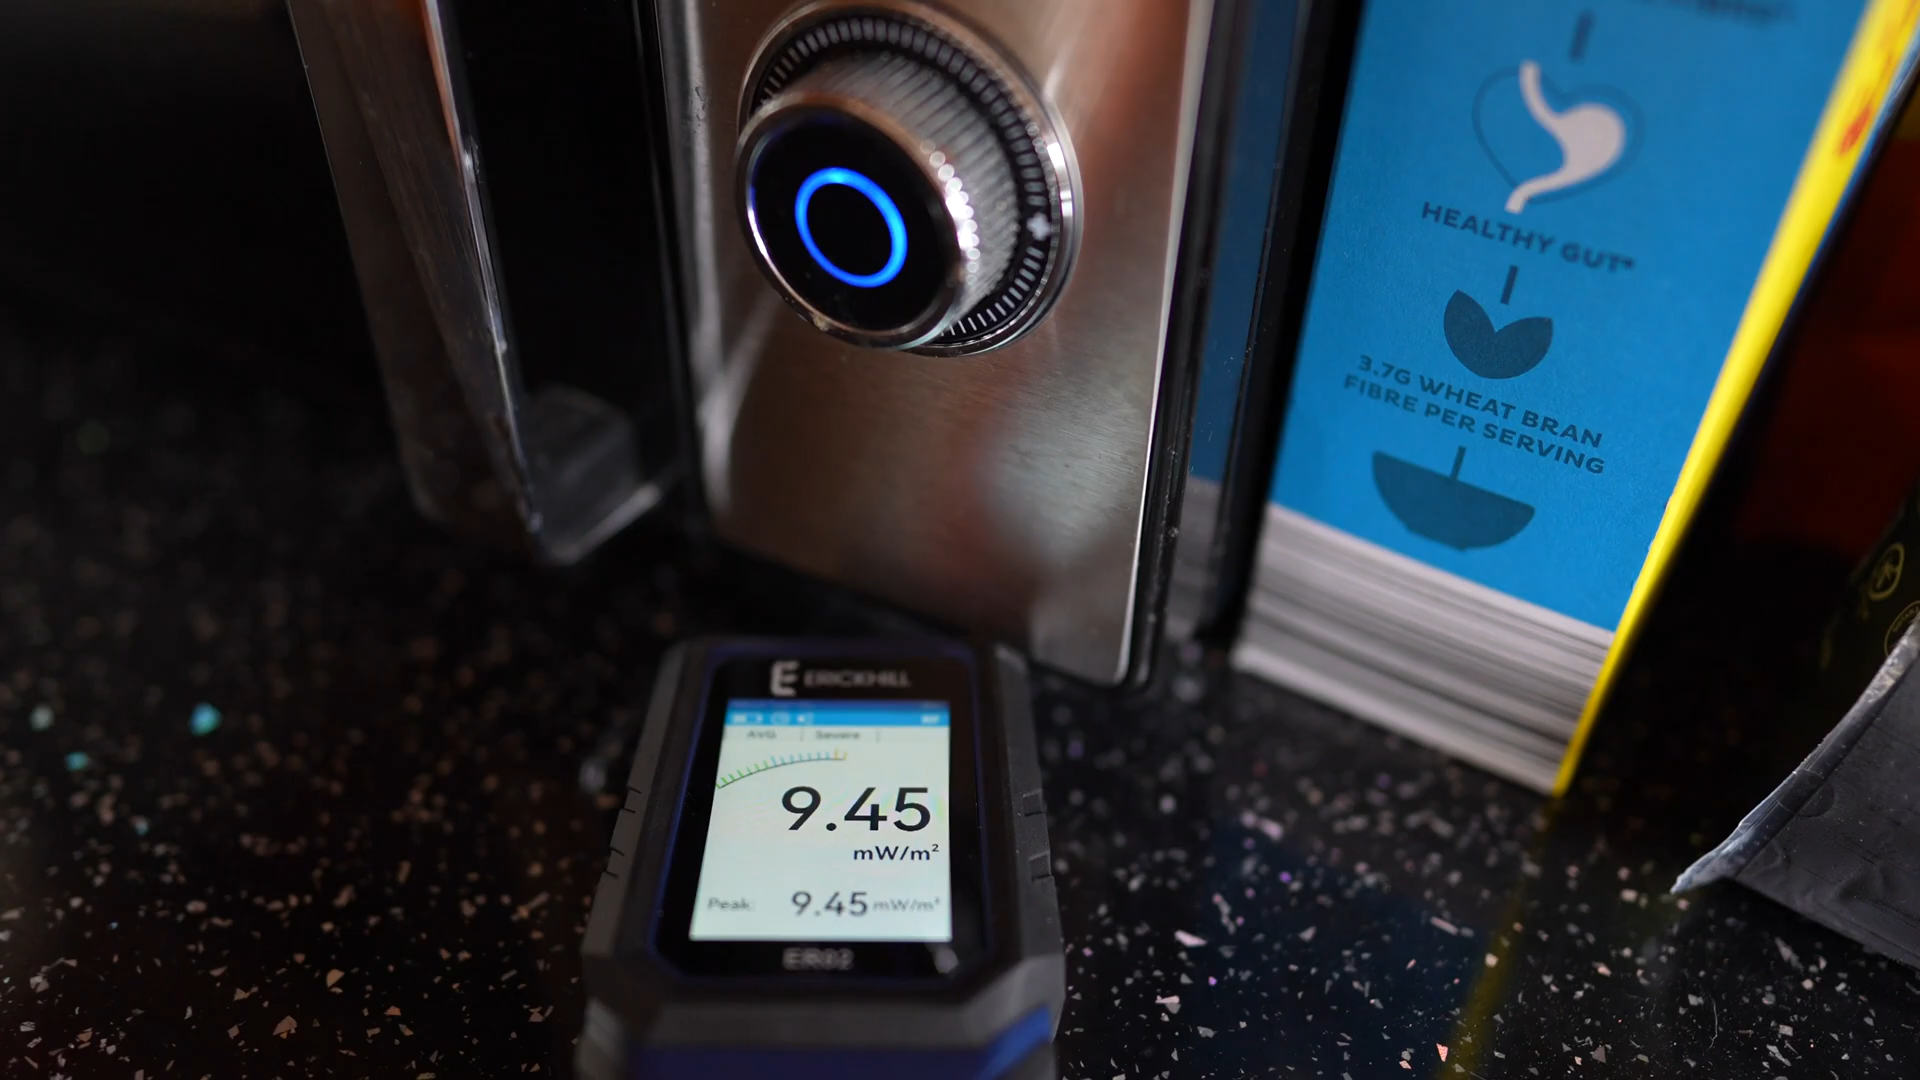 HEALTHY GUT*
3.7G WHEAT BRAN
FIBRE PER SERVING
E ERICKHILL
AVG Severe
9.45
mW/m²
Peak: 9.45 mW/m²
ER02